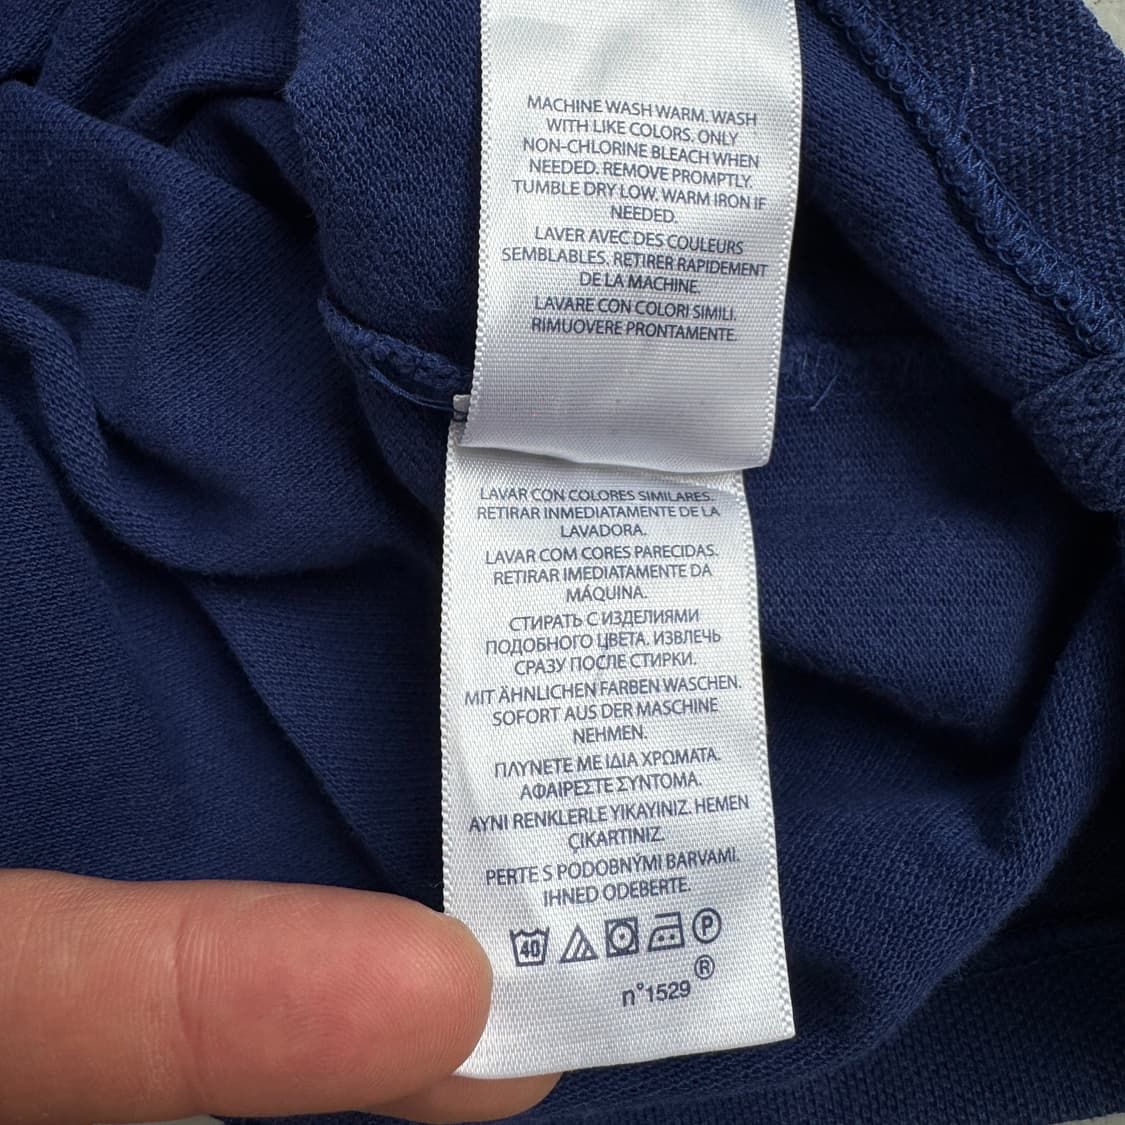 MACHINE WASH WARM. WASH
WITH LIKE COLORS. ONLY
NON-CHLORINE BLEACH WHEN
NEEDED. REMOVE PROMPTLY.
TUMBLE DRY LOW. WARM IRON IF
NEEDED.
LAVER AVEC DES COULEURS
SEMBLABLES. RETIRER RAPIDEMENT
DE LA MACHINE.
LAVARE CON COLORI SIMILI.
RIMUOVERE PRONTAMENTE.
LAVAR CON COLORES SIMILARES.
RETIRAR INMEDIATAMENTE DE LA
LAVADORA.
LAVAR COM CORES PARECIDAS.
RETIRAR IMEDIATAMENTE DA
MÁQUINA.
СТИРАТЬ С ИЗДЕЛИЯМИ
ПОДОБНОГО ЦВЕТА. ИЗВЛЕЧЬ
СРАЗУ ПОСЛЕ СТИРКИ.
MIT ÄHNLICHEN FARBEN WASCHEN.
SOFORT AUS DER MASCHINE
NEHMEN.
ΠΛΥΝΕΤΕ ΜΕ ΙΔΙΑ ΧΡΩΜΑΤΑ.
ΑΦΑΙΡΕΣΤΕ ΣΥΝΤΟΜΑ.
AYNI RENKLERLE YIKAYINIZ. HEMEN
ÇIKARTINIZ.
PERTE S PODOBNÝMI BARVAMI.
IHNED ODEBERTE.
40 P
n°1529 ®